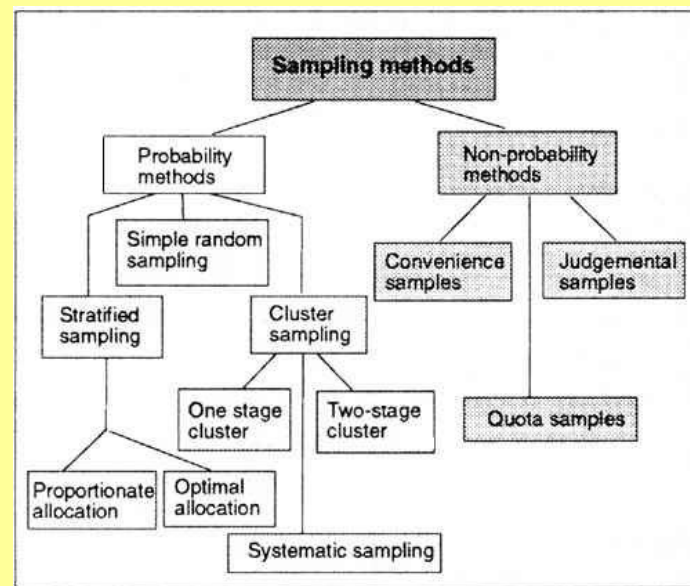 Sampling methods
Probability
methods
Non-probability
methods
Simple random
sampling
Convenience
samples
Judgemental
samples
Stratified
sampling
Cluster
sampling
One stage
cluster
Two-stage
cluster
Quota samples
Proportionate
allocation
Optimal
allocation
Systematic sampling